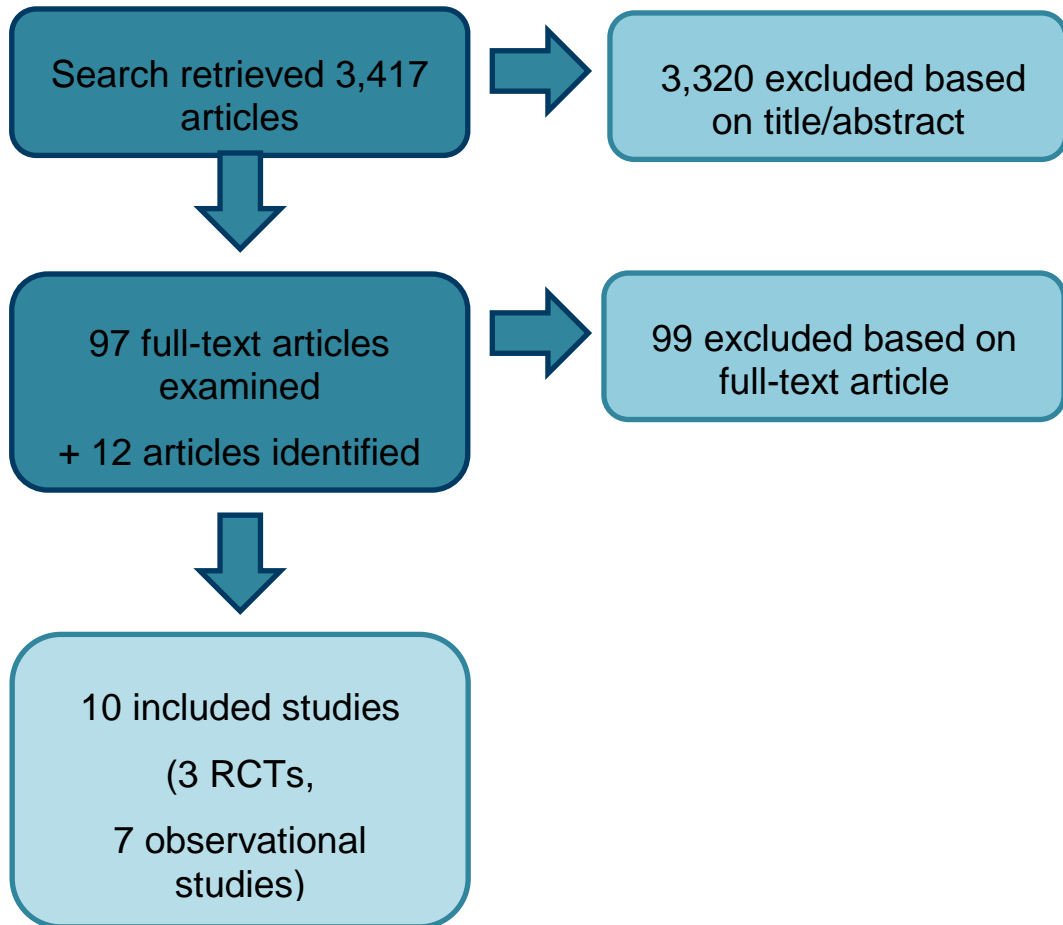 Search retrieved 3,417
articles
3,320 excluded based
on title/abstract
97 full-text articles
examined
+ 12 articles identified
99 excluded based on
full-text article
10 included studies
(3 RCTs,
7 observational
studies)